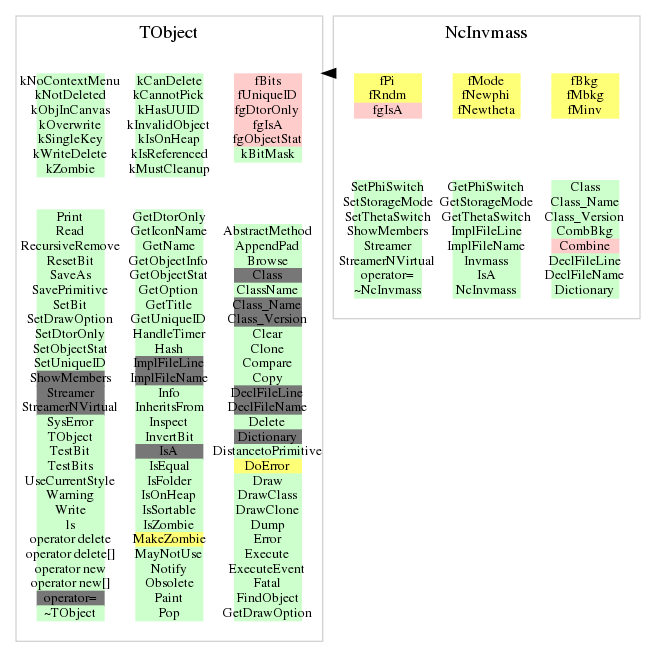 TObject
kNoContextMenu kCanDelete fBits
kNotDeleted kCannotPick fUniqueID
kObjInCanvas kHasUUID fgDtorOnly
kOverwrite kInvalidObject fgIsA
kSingleKey kIsOnHeap fgObjectStat
kWriteDelete kIsReferenced kBitMask
kZombie kMustCleanup
Print GetDtorOnly
Read GetIconName AbstractMethod
RecursiveRemove GetName AppendPad
ResetBit GetObjectInfo Browse
SaveAs GetObjectStat Class
SavePrimitive GetOption ClassName
SetBit GetTitle Class_Name
SetDrawOption GetUniqueID Class_Version
SetDtorOnly HandleTimer Clear
SetObjectStat Hash Clone
SetUniqueID ImplFileLine Compare
ShowMembers ImplFileName Copy
Streamer Info DeclFileLine
StreamerNVirtual InheritsFrom DeclFileName
SysError Inspect Delete
TObject InvertBit Dictionary
TestBit IsA DistancetoPrimitive
TestBits IsEqual DoError
UseCurrentStyle IsFolder Draw
Warning IsOnHeap DrawClass
Write IsSortable DrawClone
ls IsZombie Dump
operator delete MakeZombie Error
operator delete[] MayNotUse Execute
operator new Notify ExecuteEvent
operator new[] Obsolete Fatal
operator= Paint FindObject
~TObject Pop GetDrawOption
NcInvmass
fPi fMode fBkg
fRndm fNewphi fMbkg
fgIsA fNewtheta fMinv
SetPhiSwitch GetPhiSwitch Class
SetStorageMode GetStorageMode Class_Name
SetThetaSwitch GetThetaSwitch Class_Version
ShowMembers ImplFileLine CombBkg
Streamer ImplFileName Combine
StreamerNVirtual Invmass DeclFileLine
operator= IsA DeclFileName
~NcInvmass NcInvmass Dictionary